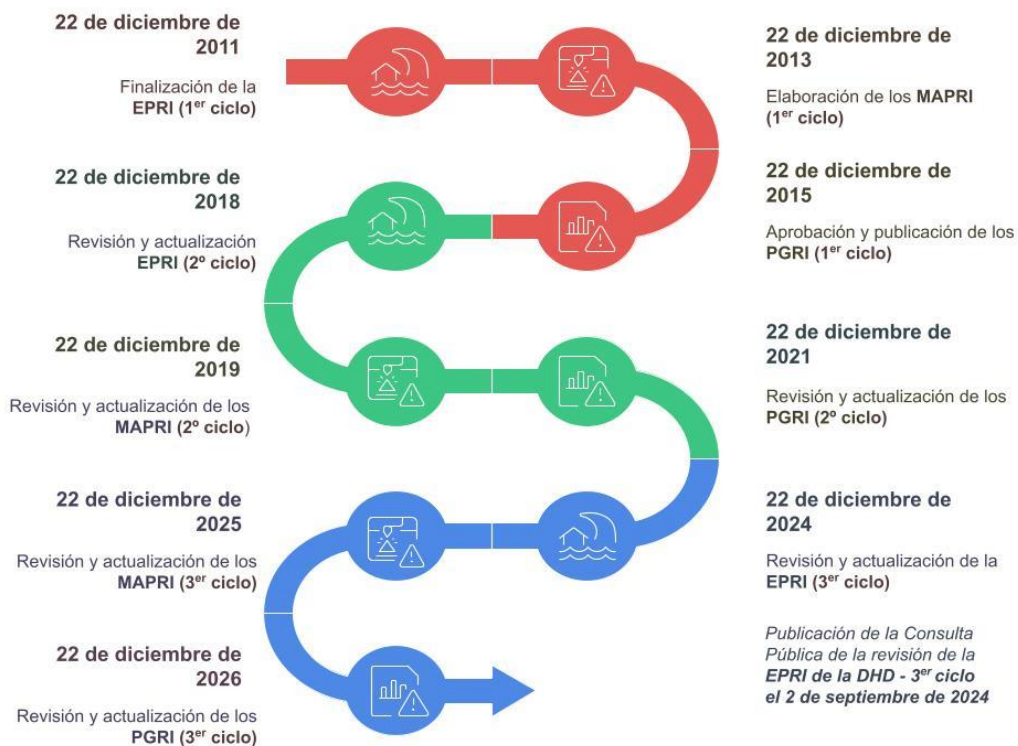 22 de diciembre de
2011
Finalización de la
EPRI (1er ciclo)
22 de diciembre de
2013
Elaboración de los MAPRI
(1er ciclo)
22 de diciembre de
2015
Aprobación y publicación de los
PGRI (1er ciclo)
22 de diciembre de
2018
Revisión y actualización
EPRI (2º ciclo)
22 de diciembre de
2019
Revisión y actualización de los
MAPRI (2º ciclo)
22 de diciembre de
2021
Revisión y actualización de los
PGRI (2º ciclo)
22 de diciembre de
2024
Revisión y actualización de la
EPRI (3er ciclo)
Publicación de la Consulta
Pública de la revisión de la
EPRI de la DHD - 3er ciclo
el 2 de septiembre de 2024
22 de diciembre de
2025
Revisión y actualización de los
MAPRI (3er ciclo)
22 de diciembre de
2026
Revisión y actualización de los
PGRI (3er ciclo)